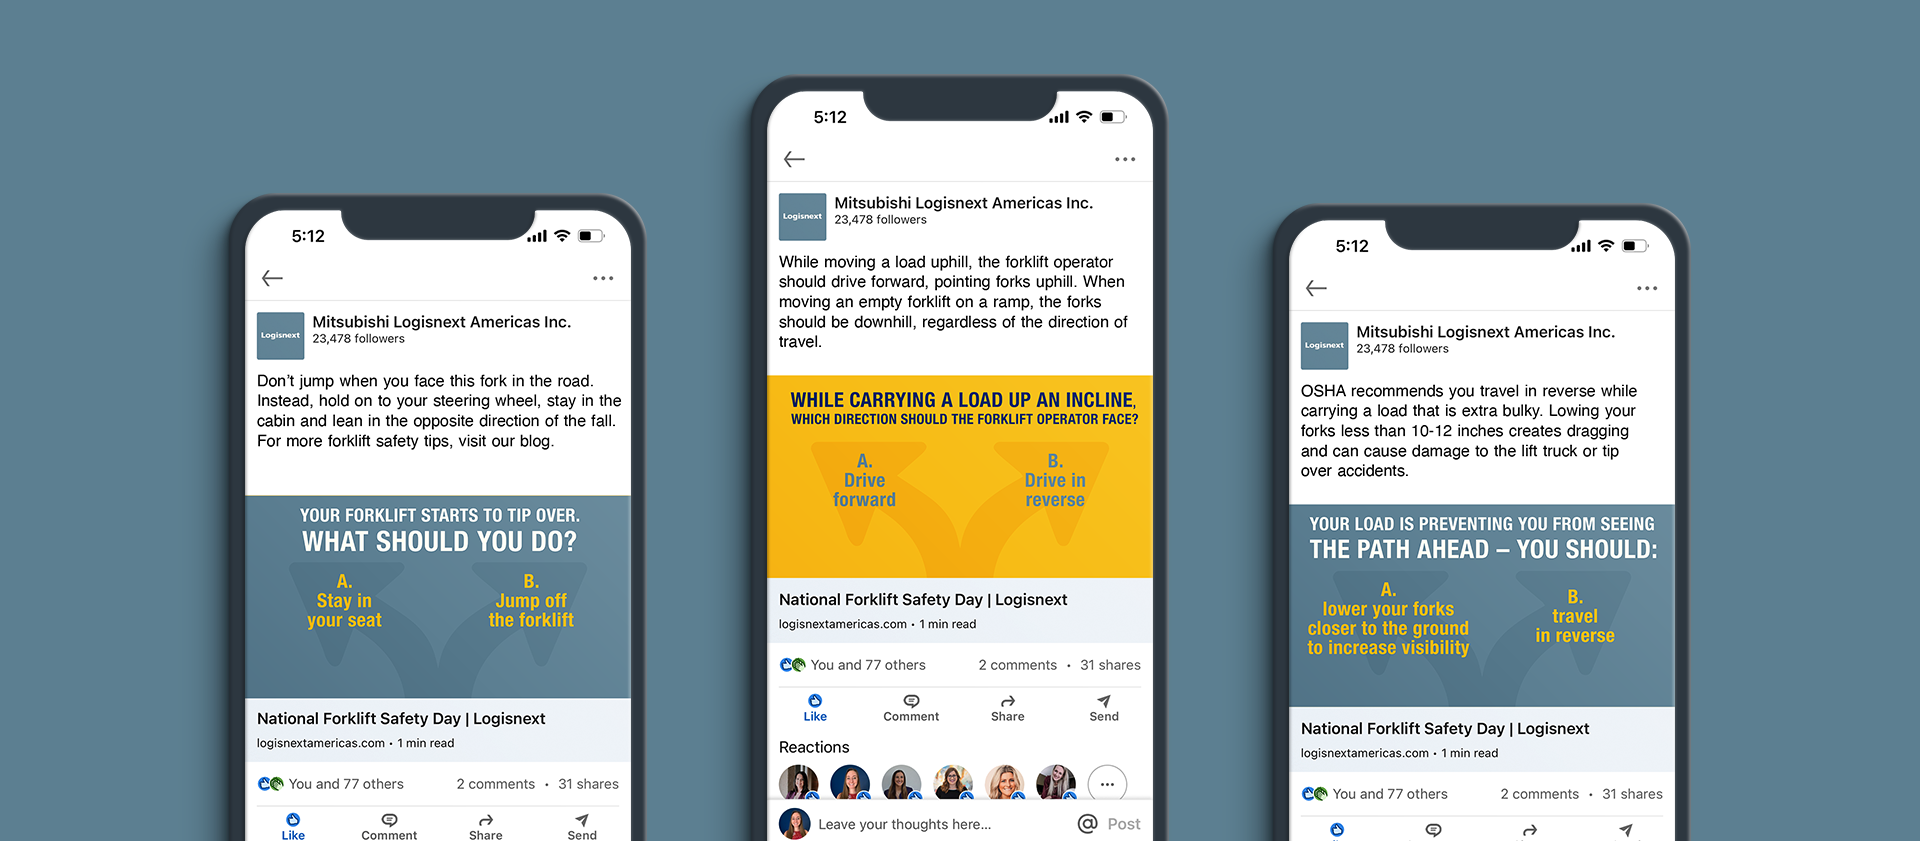 5:12
Logisnext
Mitsubishi Logisnext Americas Inc.
23,478 followers
Don't jump when you face this fork in the road.
Instead, hold on to your steering wheel, stay in the
cabin and lean in the opposite direction of the fall.
For more forklift safety tips, visit our blog.
YOUR FORKLIFT STARTS TO TIP OVER.
WHAT SHOULD YOU DO?
A.
Stay in
your seat
B.
Jump off
the forklift
National Forklift Safety Day | Logisnext
logisnextamericas.com • 1 min read
You and 77 others 2 comments • 31 shares
Like Comment Share Send
5:12
Logisnext
Mitsubishi Logisnext Americas Inc.
23,478 followers
While moving a load uphill, the forklift operator
should drive forward, pointing forks uphill. When
moving an empty forklift on a ramp, the forks
should be downhill, regardless of the direction of
travel.
WHILE CARRYING A LOAD UP AN INCLINE,
WHICH DIRECTION SHOULD THE FORKLIFT OPERATOR FACE?
A.
Drive
forward
B.
Drive in
reverse
National Forklift Safety Day | Logisnext
logisnextamericas.com • 1 min read
You and 77 others 2 comments • 31 shares
Like Comment Share Send
Reactions
Leave your thoughts here... @ Post
5:12
Logisnext
Mitsubishi Logisnext Americas Inc.
23,478 followers
OSHA recommends you travel in reverse while
carrying a load that is extra bulky. Lowing your
forks less than 10-12 inches creates dragging
and can cause damage to the lift truck or tip
over accidents.
YOUR LOAD IS PREVENTING YOU FROM SEEING
THE PATH AHEAD – YOU SHOULD:
A.
lower your forks
closer to the ground
to increase visibility
B.
travel
in reverse
National Forklift Safety Day | Logisnext
logisnextamericas.com • 1 min read
You and 77 others 2 comments • 31 shares